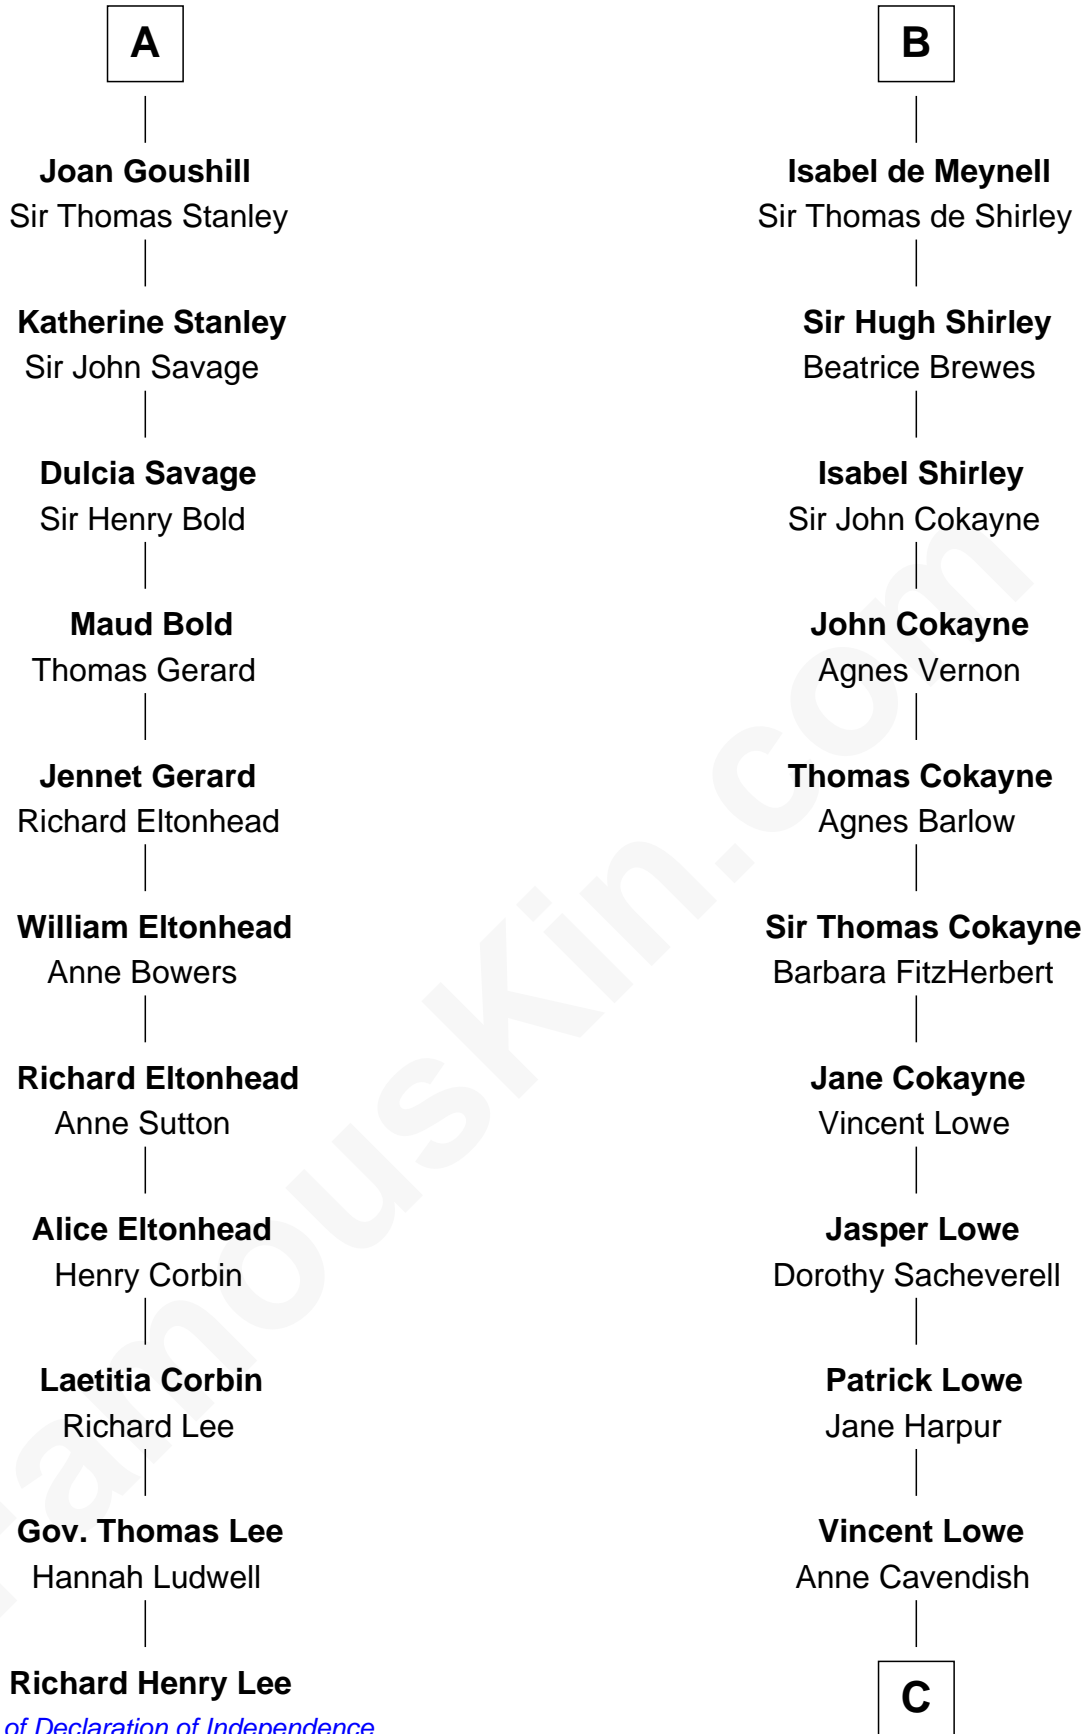 A
Joan Goushill
Sir Thomas Stanley
Katherine Stanley
Sir John Savage
Dulcia Savage
Sir Henry Bold
Maud Bold
Thomas Gerard
Jennet Gerard
Richard Eltonhead
William Eltonhead
Anne Bowers
Richard Eltonhead
Anne Sutton
Alice Eltonhead
Henry Corbin
Laetitia Corbin
Richard Lee
Gov. Thomas Lee
Hannah Ludwell
Richard Henry Lee
of Declaration of Independence
B
Isabel de Meynell
Sir Thomas de Shirley
Sir Hugh Shirley
Beatrice Brewes
Isabel Shirley
Sir John Cokayne
John Cokayne
Agnes Vernon
Thomas Cokayne
Agnes Barlow
Sir Thomas Cokayne
Barbara FitzHerbert
Jane Cokayne
Vincent Lowe
Jasper Lowe
Dorothy Sacheverell
Patrick Lowe
Jane Harpur
Vincent Lowe
Anne Cavendish
C
FamousKin.com